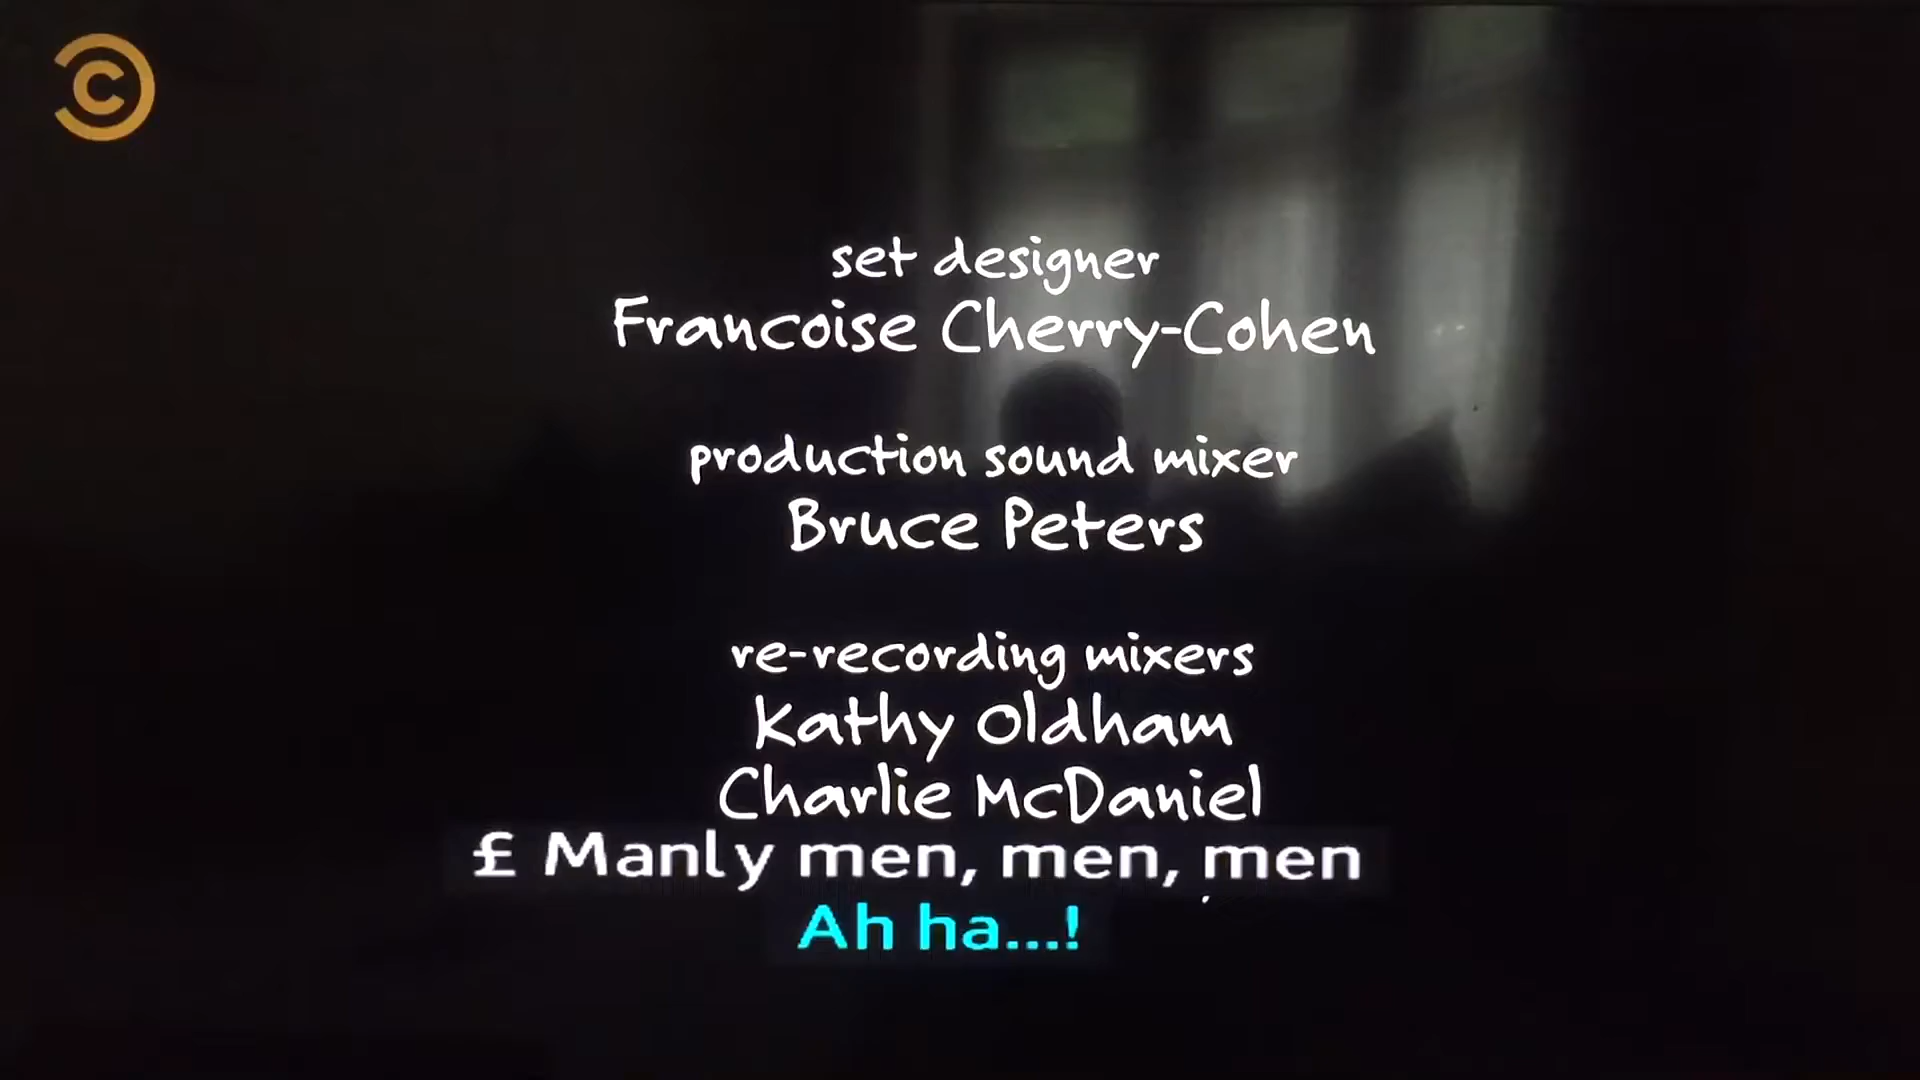 set designer
Francoise Cherry-Cohen
production sound mixer
Bruce Peters
re-recording mixers
Kathy Oldham
Charlie McDaniel
£ Manly men, men, men
Ah ha...!